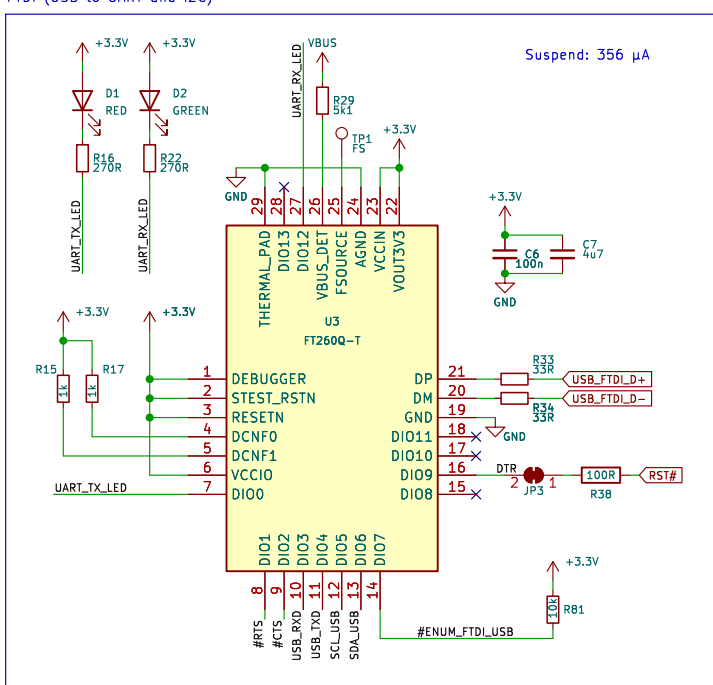 +3.3V
+3.3V
VBUS
Suspend: 356 µA
UART_RX_LED
D1
RED
D2
GREEN
R29
5k1
TP1
FS
+3.3V
R16
270R
R22
270R
GND
29
28
27
26
25
24
23
22
UART_TX_LED
UART_RX_LED
THERMAL_PAD
DIO13
DIO12
VBUS_DET
FSOURCE
AGND
VCCIN
VOUT3V3
+3.3V
C6
100n
C7
4u7
GND
+3.3V
+3.3V
U3
FT260Q-T
R15
1k
1k
R17
1
DEBUGGER
2
STEST_RSTN
3
RESETN
4
DCNF0
5
DCNF1
6
VCCIO
7
DIO0
UART_TX_LED
DP
21
R33
33R
USB_FTDI_D+
DM
20
R34
33R
USB_FTDI_D-
GND
19
GND
DIO11
18
DIO10
17
DIO9
16
DTR
2
1
JP3
100R
R38
RST#
DIO8
15
DIO1
DIO2
DIO3
DIO4
DIO5
DIO6
DIO7
8
9
10
11
12
13
14
#RTS
#CTS
USB_RXD
USB_TXD
SCL_USB
SDA_USB
#ENUM_FTDI_USB
+3.3V
10k
R81